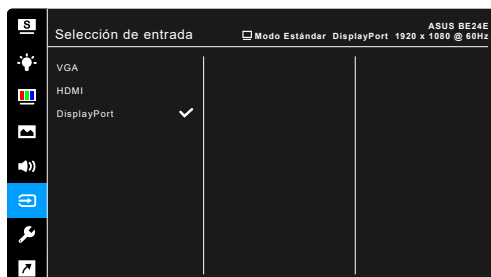 S
ASUS BE24E
Selección de entrada
Modo Estándar DisplayPort 1920 x 1080 @ 60Hz
VGA
HDMI
DisplayPort